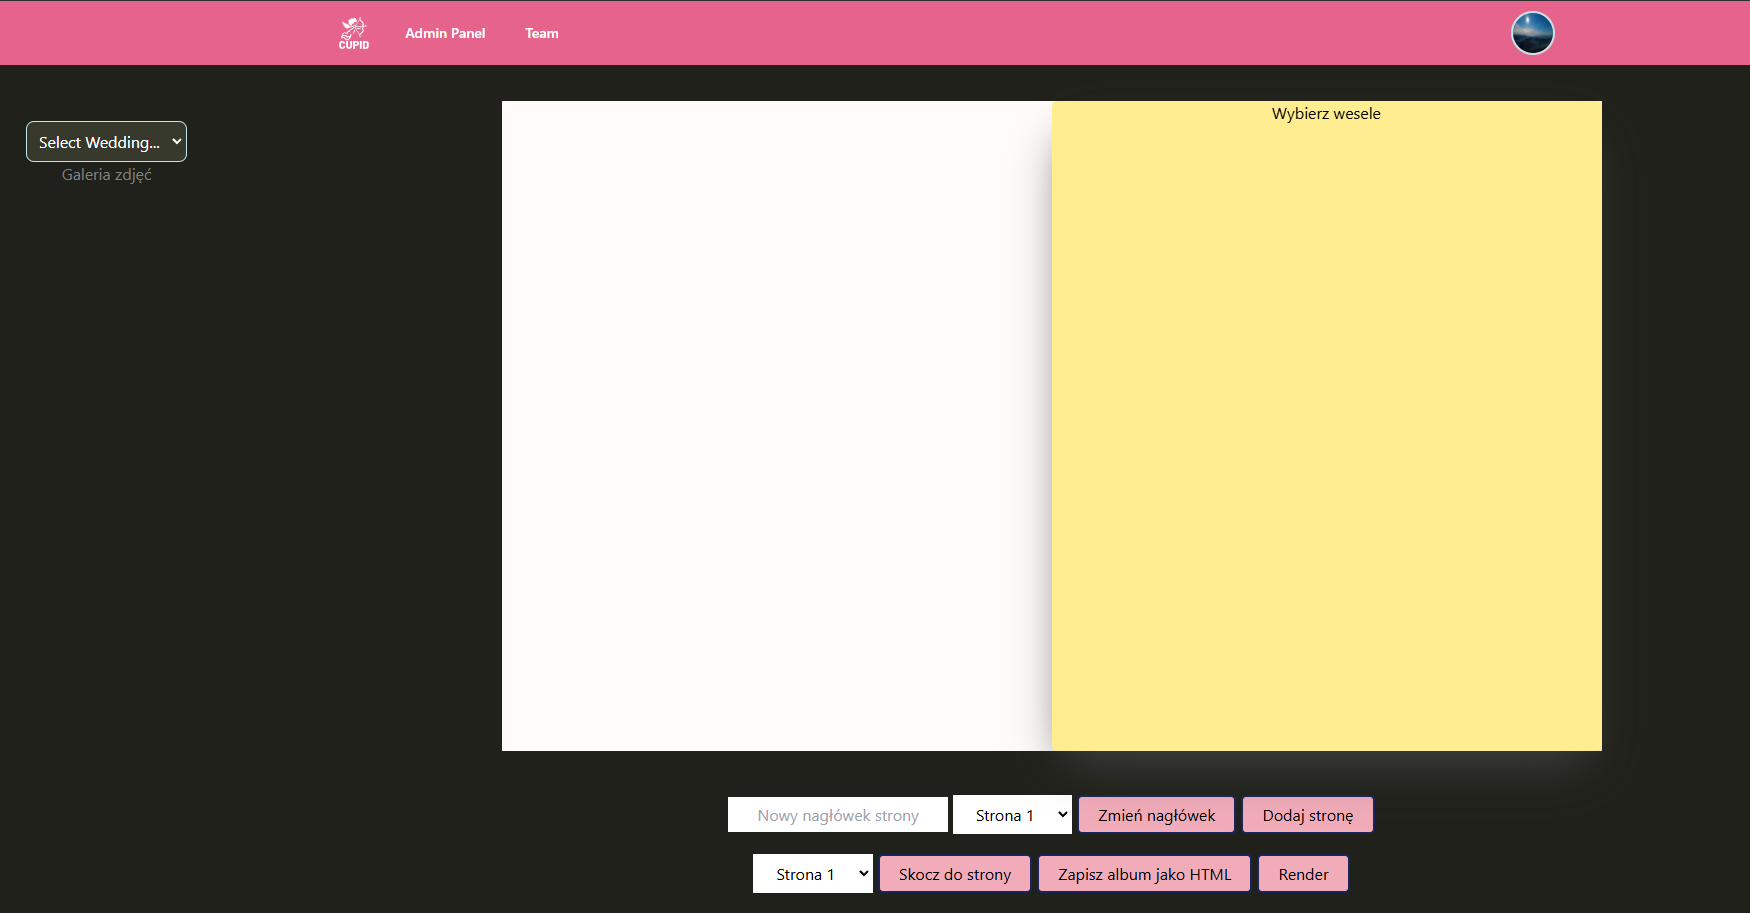 CUPID
Admin Panel
Team
Select Wedding...
Galeria zdjęć
Wybierz wesele
Nowy nagłówek strony
Strona 1
Zmień nagłówek
Dodaj stronę
Strona 1
Skocz do strony
Zapisz album jako HTML
Render